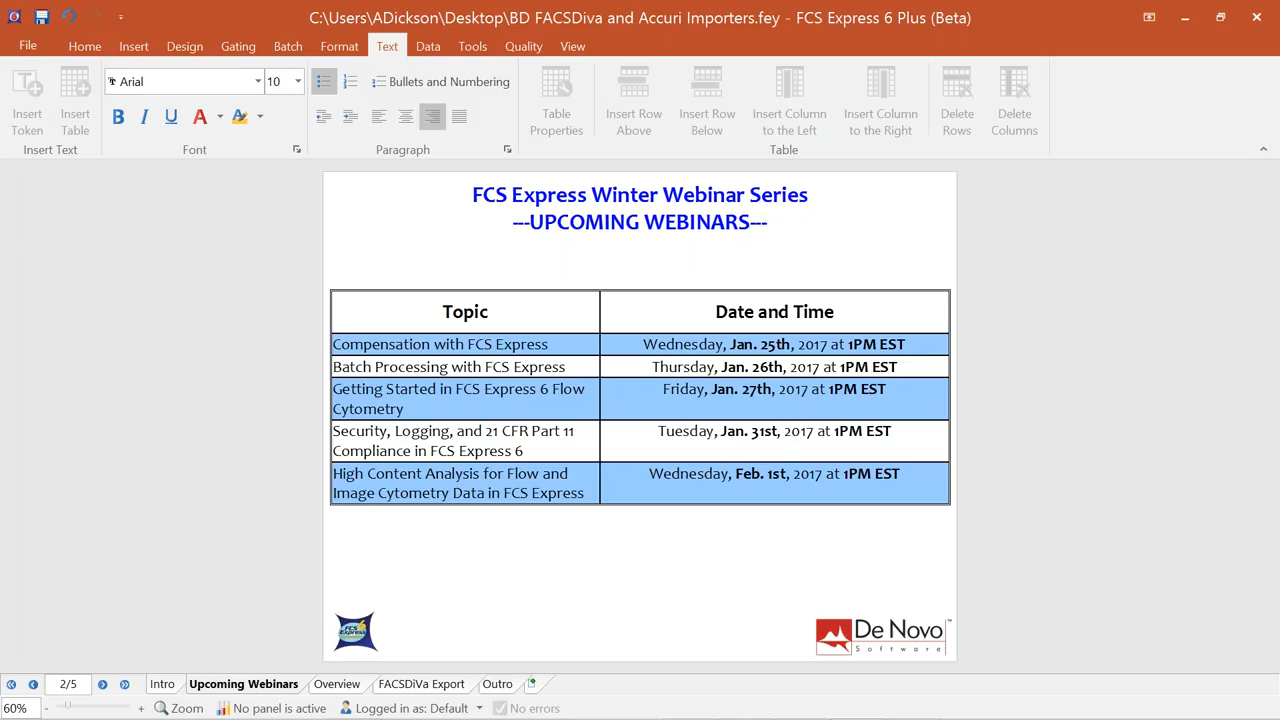 C:\Users\ADickson\Desktop\BD FACSDiva and Accuri Importers.fey - FCS Express 6 Plus (Beta)
File Home Insert Design Gating Batch Format Text Data Tools Quality View
Arial 10 Bullets and Numbering
Insert Token
Insert Table
B I U A
Table Properties
Insert Row Above
Insert Row Below
Insert Column to the Left
Insert Column to the Right
Delete Rows
Delete Columns
Insert Text Font Paragraph Table
FCS Express Winter Webinar Series
---UPCOMING WEBINARS---
Topic Date and Time
Compensation with FCS Express Wednesday, Jan. 25th, 2017 at 1PM EST
Batch Processing with FCS Express Thursday, Jan. 26th, 2017 at 1PM EST
Getting Started in FCS Express 6 Flow Friday, Jan. 27th, 2017 at 1PM EST
Cytometry
Security, Logging, and 21 CFR Part 11 Tuesday, Jan. 31st, 2017 at 1PM EST
Compliance in FCS Express 6
High Content Analysis for Flow and Wednesday, Feb. 1st, 2017 at 1PM EST
Image Cytometry Data in FCS Express
FCS
Express
De Novo ™
Software
2/5 Intro Upcoming Webinars Overview FACSDiVa Export Outro
60% - + Zoom No panel is active Logged in as: Default No errors